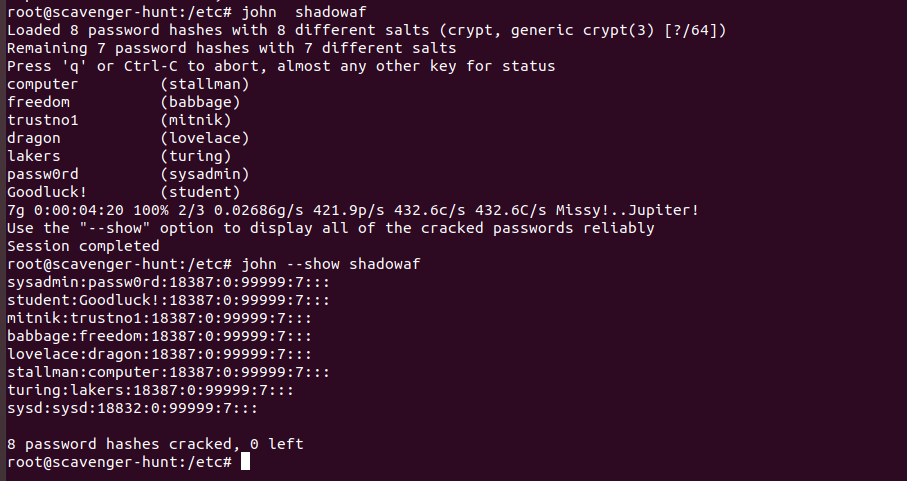 root@scavenger-hunt:/etc# john  shadowaf
Loaded 8 password hashes with 8 different salts (crypt, generic crypt(3) [?/64])
Remaining 7 password hashes with 7 different salts
Press 'q' or Ctrl-C to abort, almost any other key for status
computer         (stallman)
freedom          (babbage)
trustno1         (mitnik)
dragon           (lovelace)
lakers           (turing)
passw0rd         (sysadmin)
Goodluck!        (student)
7g 0:00:04:20 100% 2/3 0.02686g/s 421.9p/s 432.6c/s 432.6C/s Missy!..Jupiter!
Use the "--show" option to display all of the cracked passwords reliably
Session completed
root@scavenger-hunt:/etc# john --show shadowaf
sysadmin:passw0rd:18387:0:99999:7:::
student:Goodluck!:18387:0:99999:7:::
mitnik:trustno1:18387:0:99999:7:::
babbage:freedom:18387:0:99999:7:::
lovelace:dragon:18387:0:99999:7:::
stallman:computer:18387:0:99999:7:::
turing:lakers:18387:0:99999:7:::
sysd:sysd:18832:0:99999:7:::
8 password hashes cracked, 0 left
root@scavenger-hunt:/etc#